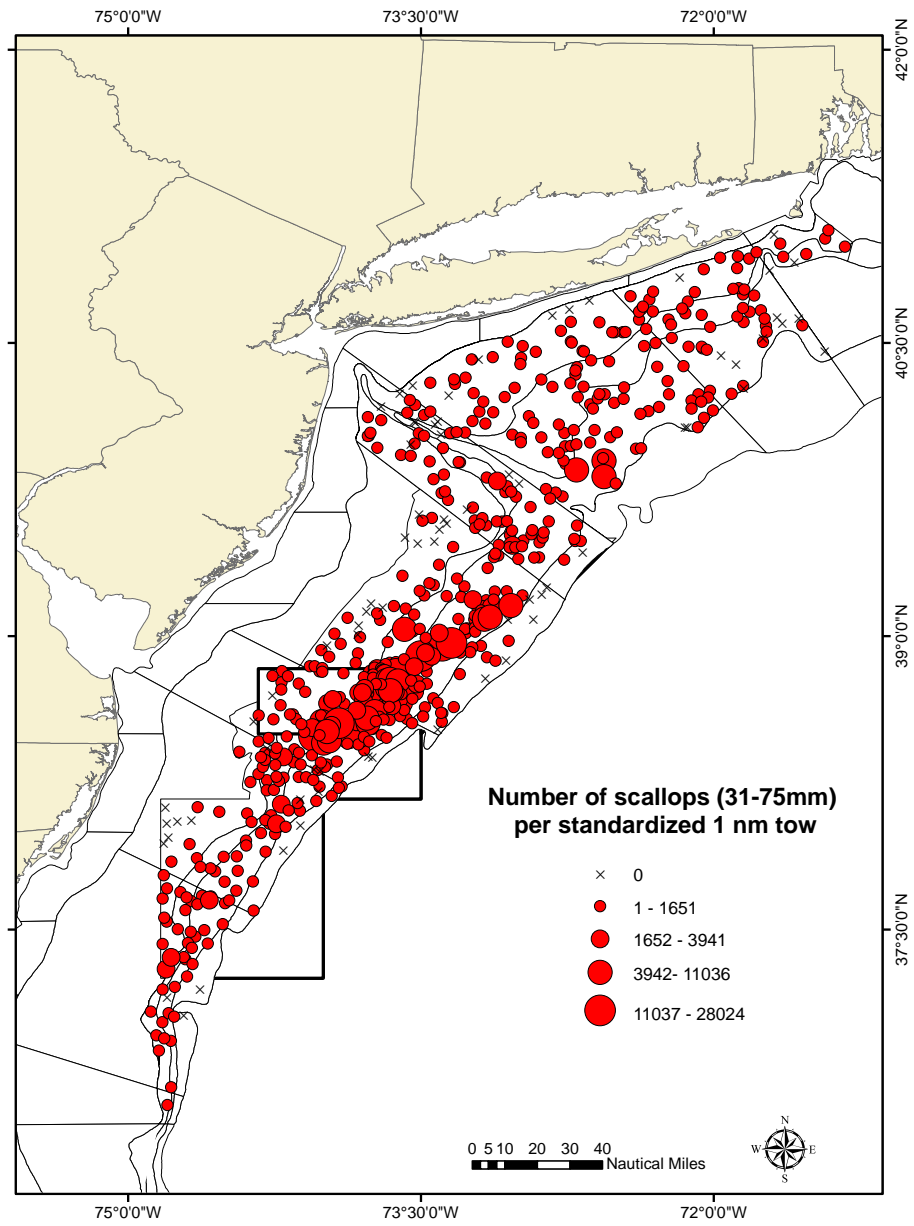 75°0'0"W 73°30'0"W 72°0'0"W
42°0'0"N
40°30'0"N
39°0'0"N
Number of scallops (31-75mm)
per standardized 1 nm tow
0
1 - 1651
37°30'0"N
1652 - 3941
3942- 11036
11037 - 28024
N
W E
S
0 5 10 20 30 40
Nautical Miles
75°0'0"W 73°30'0"W 72°0'0"W